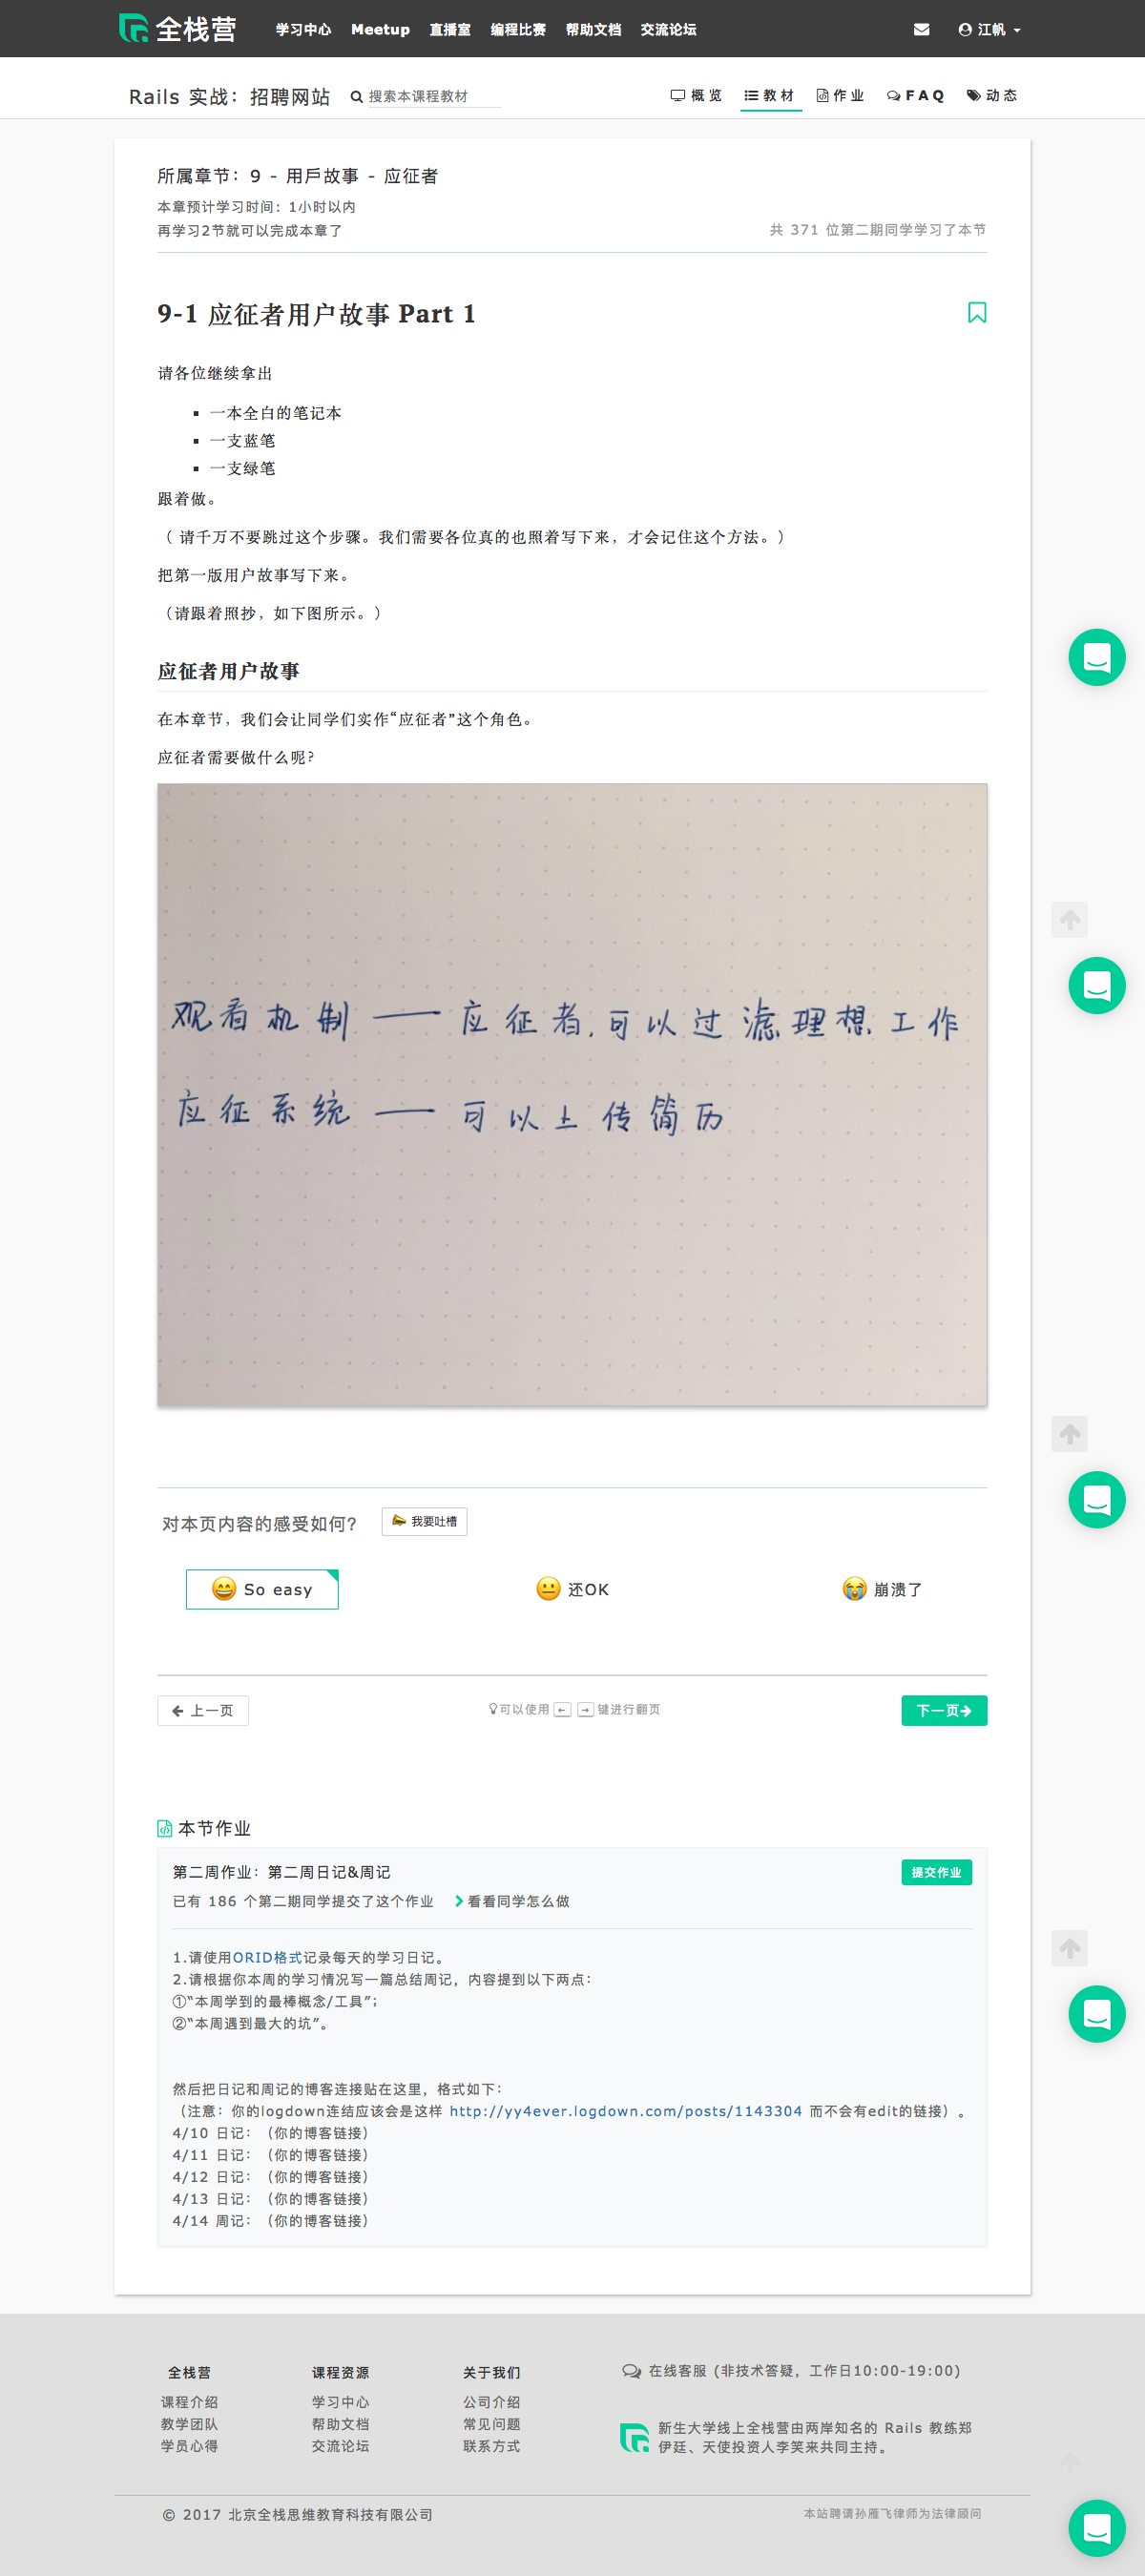 全栈营 学习中心 Meetup 直播室 编程比赛 帮助文档 交流论坛 江帆
Rails 实战：招聘网站 搜索本课程教材 概览 教材 作业 FAQ 动态
所属章节：9 - 用戶故事 - 应征者
本章预计学习时间：1小时以内
再学习2节就可以完成本章了 共 371 位第二期同学学习了本节
9-1 应征者用户故事 Part 1
请各位继续拿出
▪ 一本全白的笔记本
▪ 一支蓝笔
▪ 一支绿笔
跟着做。
（ 请千万不要跳过这个步骤。我们需要各位真的也照着写下来，才会记住这个方法。）
把第一版用户故事写下来。
（请跟着照抄，如下图所示。）
应征者用户故事
在本章节，我们会让同学们实作“应征者”这个角色。
应征者需要做什么呢?
观看机制 —— 应征者,可以过滤理想工作
应征系统 —— 可以上传简历
对本页内容的感受如何? 我要吐槽
So easy 还OK 崩溃了
上一页 可以使用 ← → 键进行翻页 下一页
本节作业
第二周作业：第二周日记&周记 提交作业
已有 186 个第二期同学提交了这个作业 看看同学怎么做
1.请使用ORID格式记录每天的学习日记。
2.请根据你本周的学习情况写一篇总结周记，内容提到以下两点：
①“本周学到的最棒概念/工具”；
②“本周遇到最大的坑”。
然后把日记和周记的博客连接贴在这里，格式如下：
（注意：你的logdown连结应该会是这样 http://yy4ever.logdown.com/posts/1143304 而不会有edit的链接）。
4/10 日记：（你的博客链接）
4/11 日记：（你的博客链接）
4/12 日记：（你的博客链接）
4/13 日记：（你的博客链接）
4/14 周记：（你的博客链接）
全栈营 课程资源 关于我们 在线客服 (非技术答疑，工作日10:00-19:00)
课程介绍 学习中心 公司介绍
教学团队 帮助文档 常见问题 新生大学线上全栈营由两岸知名的 Rails 教练郑
学员心得 交流论坛 联系方式 伊廷、天使投资人李笑来共同主持。
© 2017 北京全栈思维教育科技有限公司 本站聘请孙雁飞律师为法律顾问